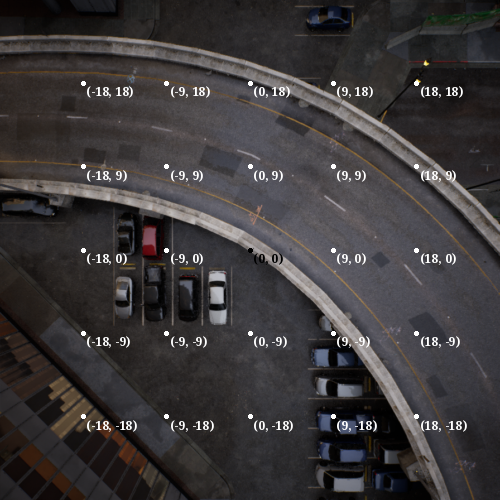 (-18, 18) (-9, 18) (0, 18) (9, 18) (18, 18)
(-18, 9) (-9, 9) (0, 9) (9, 9) (18, 9)
(-18, 0) (-9, 0) (0, 0) (9, 0) (18, 0)
(-18, -9) (-9, -9) (0, -9) (9, -9) (18, -9)
(-18, -18) (-9, -18) (0, -18) (9, -18) (18, -18)